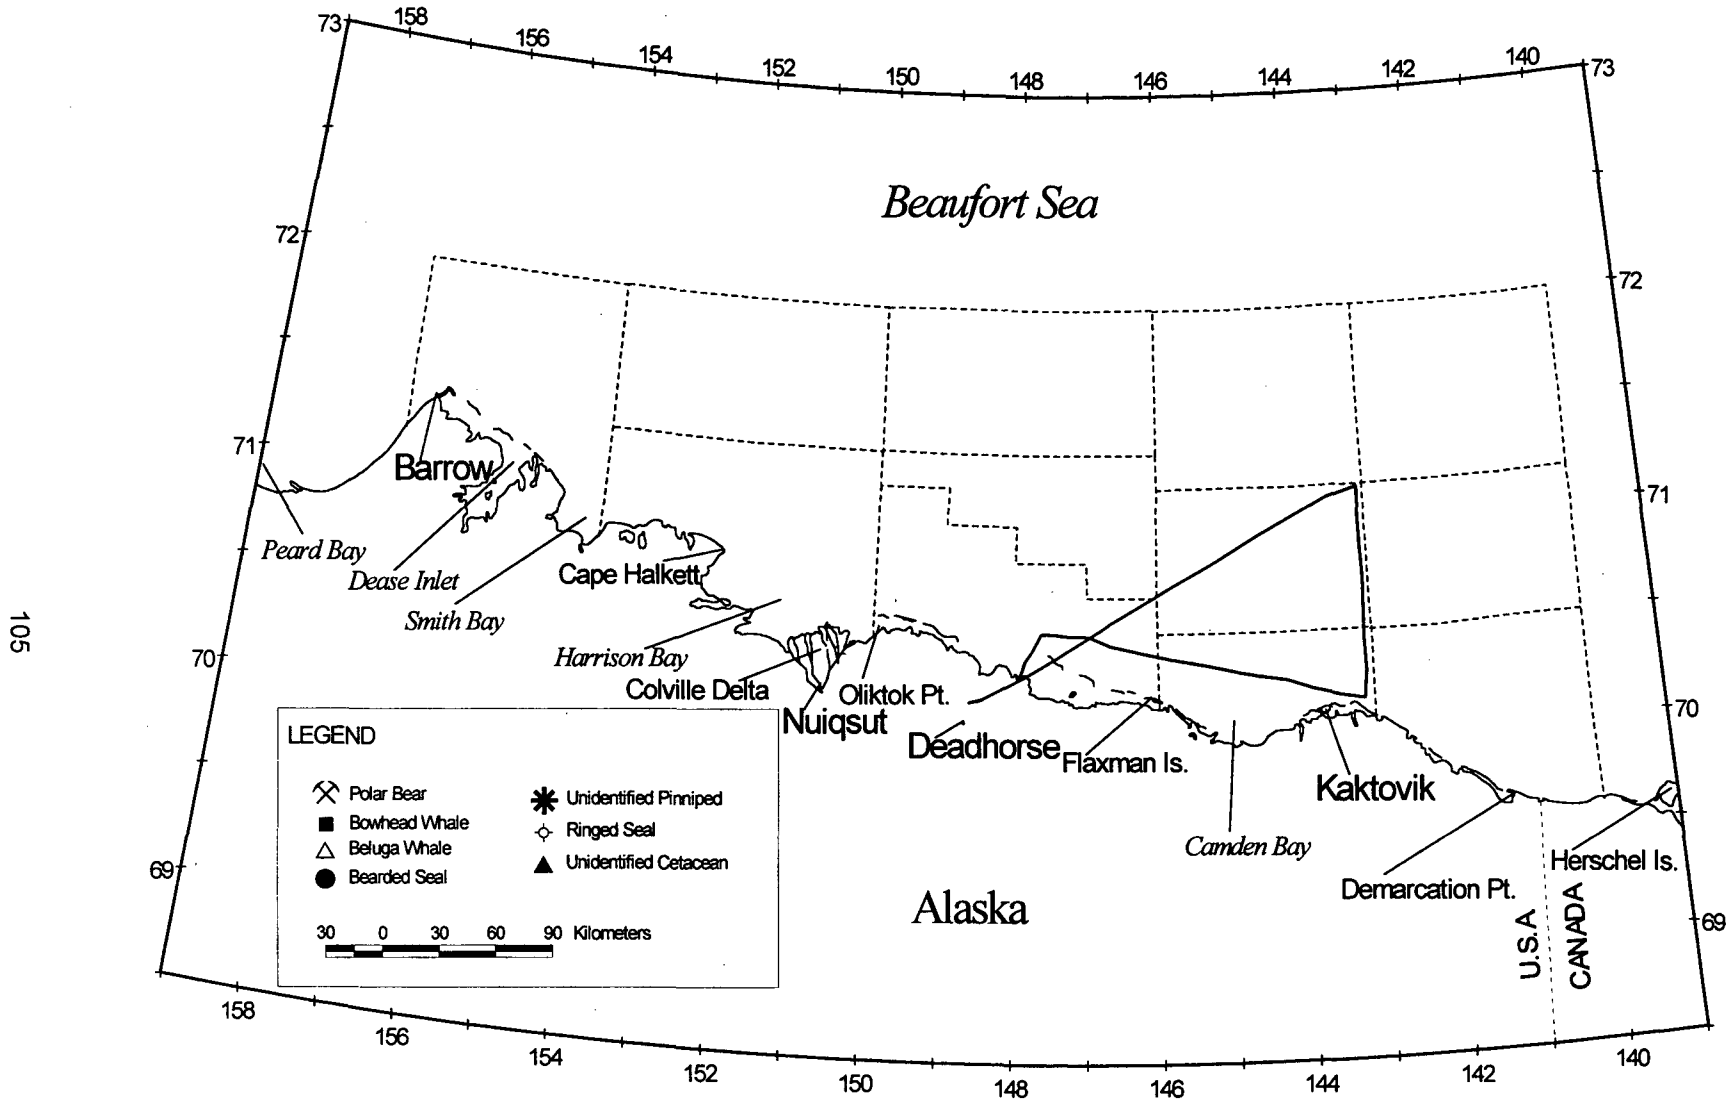 73
158
156
154
152
150
148
146
144
142
140
73
Beaufort Sea
72
72
71
71
Barrow
Peard Bay
Dease Inlet
Smith Bay
Cape Halkett
Harrison Bay
Colville Delta
Oliktok Pt.
Nuiqsut
Deadhorse
Flaxman Is.
Kaktovik
Camden Bay
Demarcation Pt.
Herschel Is.
70
70
105
LEGEND
Polar Bear
Bowhead Whale
Beluga Whale
Bearded Seal
Unidentified Pinniped
Ringed Seal
Unidentified Cetacean
30 0 30 60 90 Kilometers
Alaska
U.S.A
CANADA
69
69
158
156
154
152
150
148
146
144
142
140